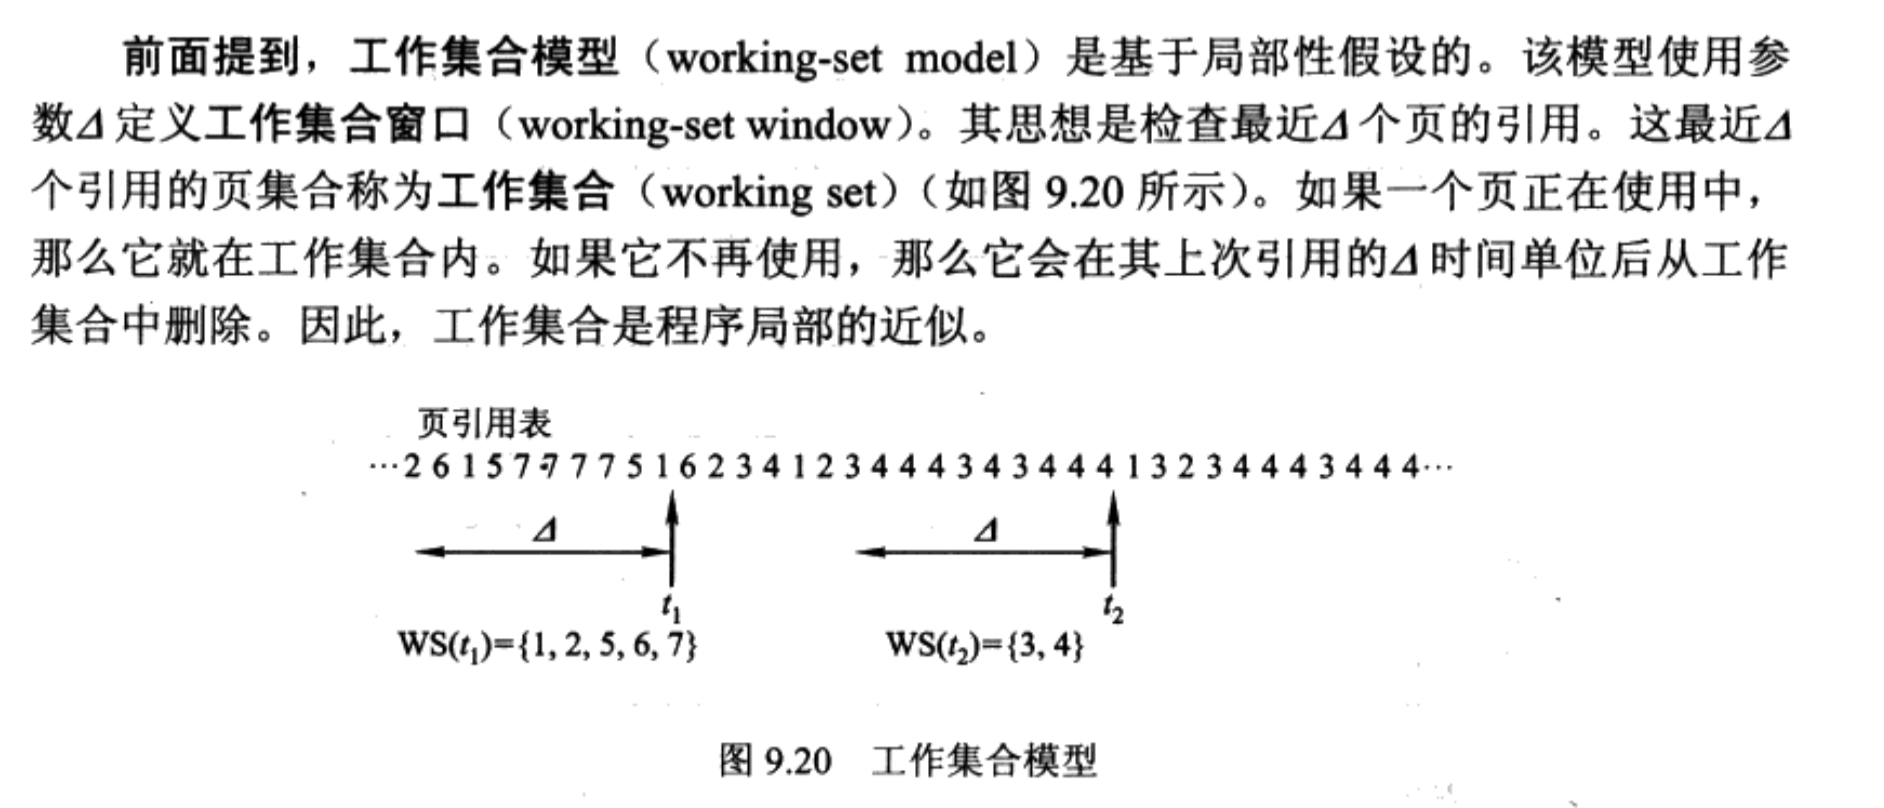 前面提到，工作集合模型（working-set model）是基于局部性假设的。该模型使用参
数Δ定义工作集合窗口（working-set window）。其思想是检查最近Δ个页的引用。这最近Δ
个引用的页集合称为工作集合（working set）（如图 9.20 所示）。如果一个页正在使用中，
那么它就在工作集合内。如果它不再使用，那么它会在其上次引用的Δ时间单位后从工作
集合中删除。因此，工作集合是程序局部的近似。
页引用表
…2 6 1 5 7 7 7 7 5 1 6 2 3 4 1 2 3 4 4 4 3 4 3 4 4 4 1 3 2 3 4 4 4 3 4 4 4…
Δ Δ
t₁ t₂
WS(t₁)={1, 2, 5, 6, 7} WS(t₂)={3, 4}
图 9.20 工作集合模型